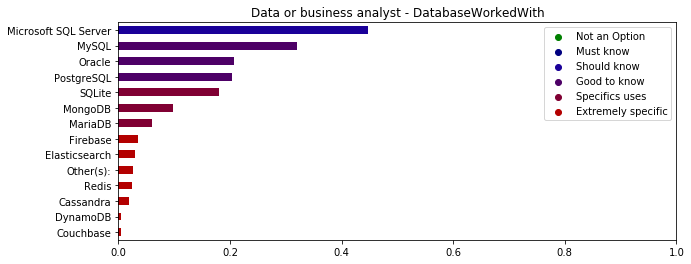 Data or business analyst - DatabaseWorkedWith
Microsoft SQL Server
MySQL
Oracle
PostgreSQL
SQLite
MongoDB
MariaDB
Firebase
Elasticsearch
Other(s):
Redis
Cassandra
DynamoDB
Couchbase
0.0 0.2 0.4 0.6 0.8 1.0
Not an Option
Must know
Should know
Good to know
Specifics uses
Extremely specific